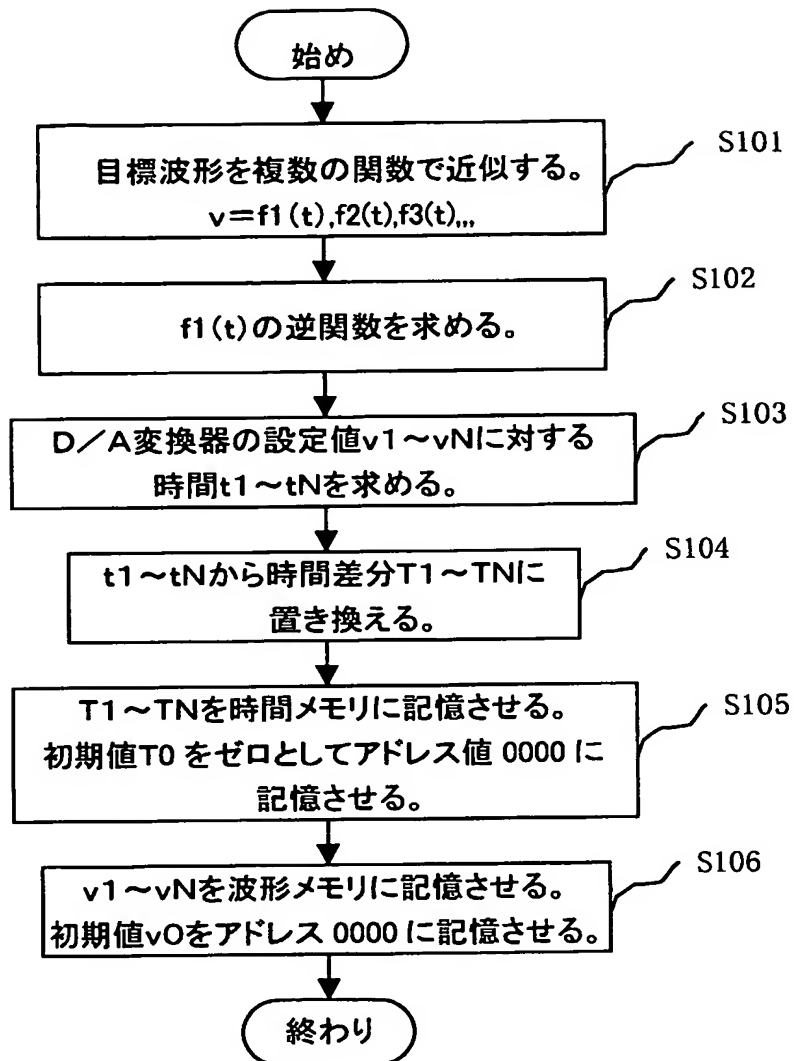 始め
目標波形を複数の関数で近似する。
v＝f1(t),f2(t),f3(t),,,
S101
f1(t)の逆関数を求める。
S102
D／A変換器の設定値v1～vNに対する
時間t1～tNを求める。
S103
t1～tNから時間差分T1～TNに
置き換える。
S104
T1～TNを時間メモリに記憶させる。
初期値T0 をゼロとしてアドレス値 0000 に
記憶させる。
S105
v1～vNを波形メモリに記憶させる。
初期値v0をアドレス 0000 に記憶させる。
S106
終わり